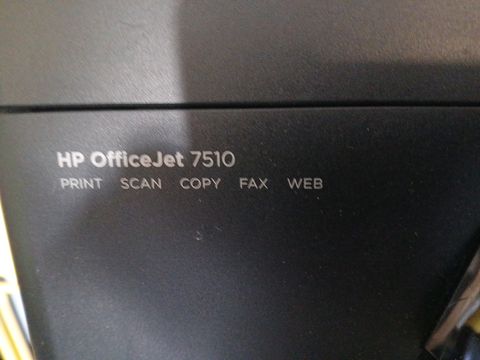 HP OfficeJet 7510
PRINT SCAN COPY FAX WEB